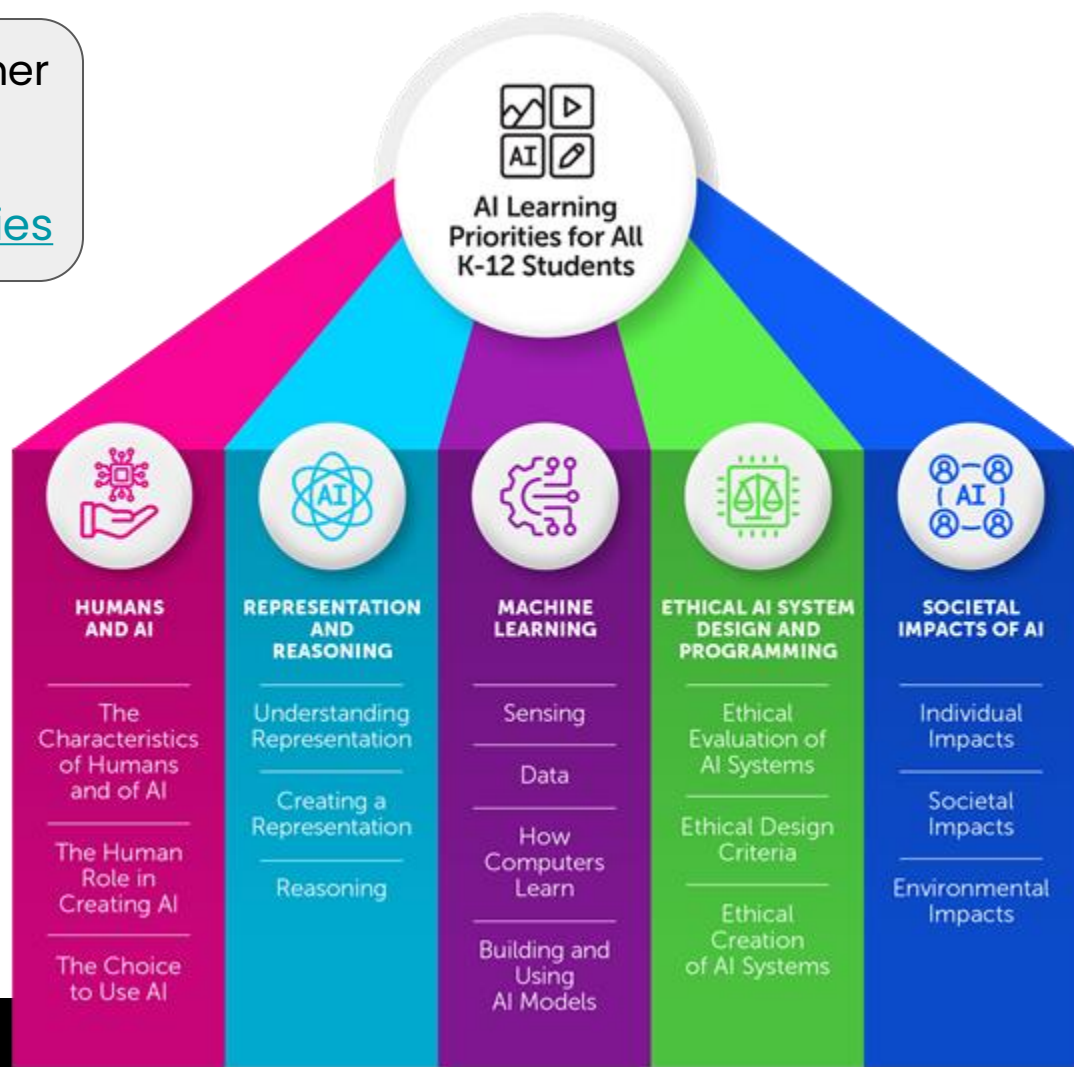 ies
AI
AI Learning
Priorities for All
K-12 Students
AI
AI
HUMANS
AND AI
The
Characteristics
of Humans
and of AI
The Human
Role in
Creating AI
The Choice
to Use AI
REPRESENTATION
AND
REASONING
Understanding
Representation
Creating a
Representation
Reasoning
MACHINE
LEARNING
Sensing
Data
How
Computers
Learn
Building and
Using
AI Models
ETHICAL AI SYSTEM
DESIGN AND
PROGRAMMING
Ethical
Evaluation of
AI Systems
Ethical Design
Criteria
Ethical
Creation
of AI Systems
SOCIETAL
IMPACTS OF AI
Individual
Impacts
Societal
Impacts
Environmental
Impacts